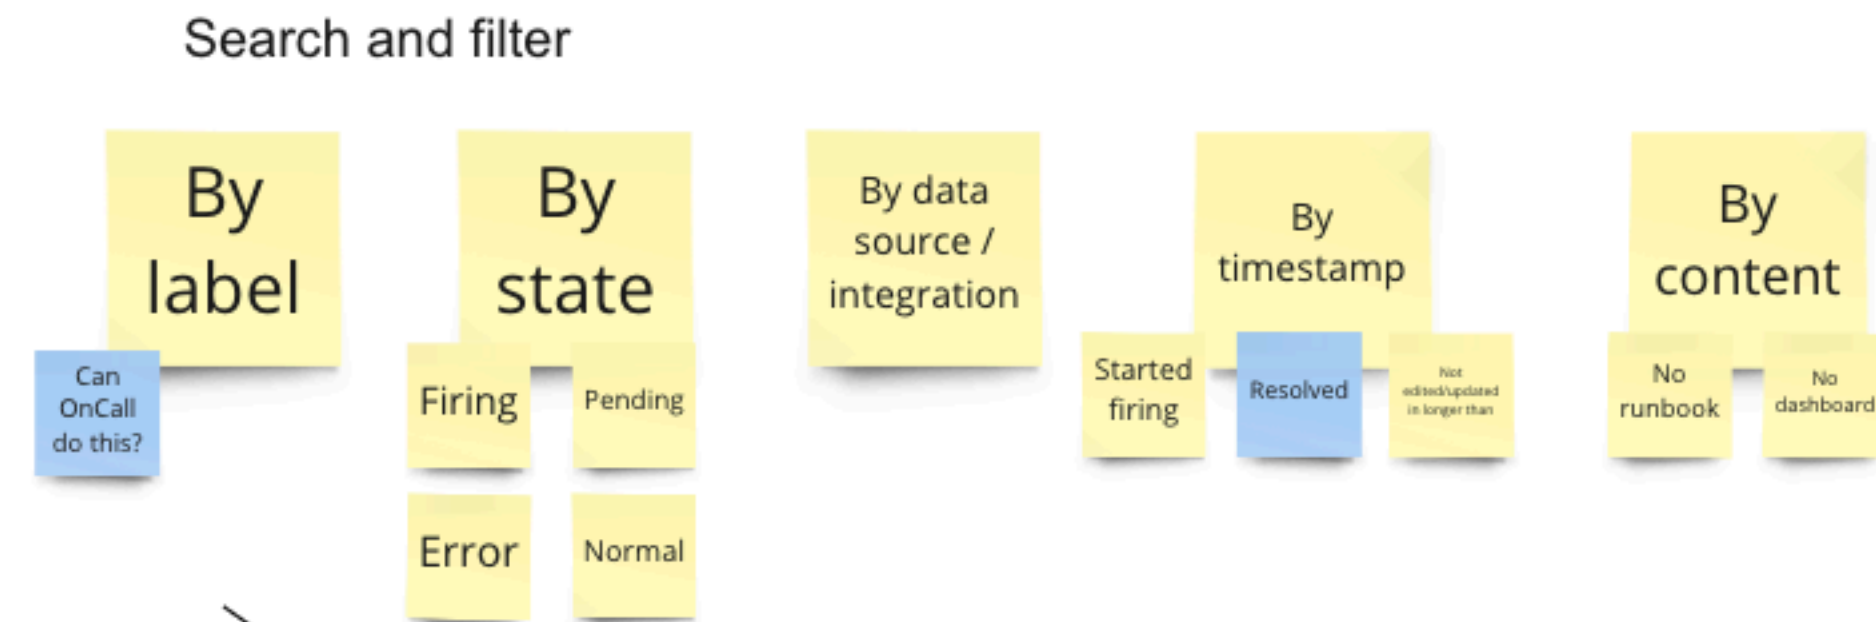 Search and filter
By
label
Can
OnCall
do this?
By
state
Firing
Pending
Error
Normal
By data
source /
integration
By
timestamp
Started
firing
Resolved
Not
edited/updated
in longer than
By
content
No
runbook
No
dashboard